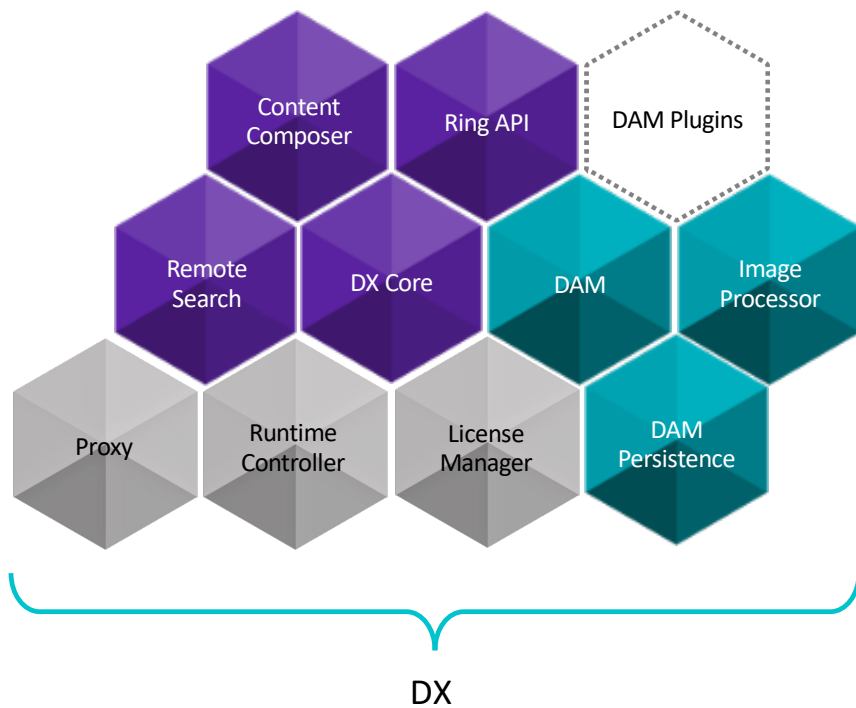 Content
Composer
Ring API
DAM Plugins
Remote
Search
DX Core
DAM
Image
Processor
Proxy
Runtime
Controller
License
Manager
DAM
Persistence
DX